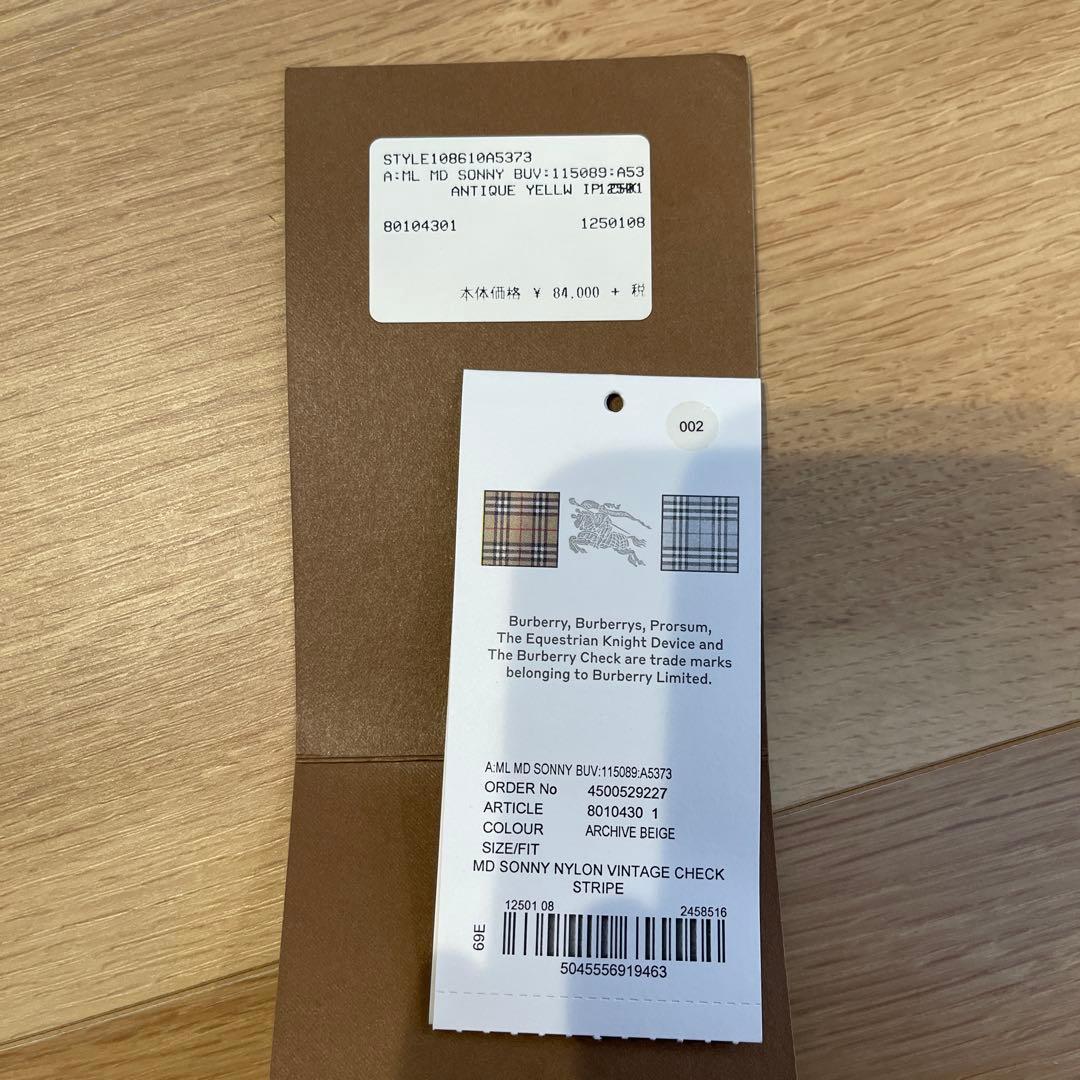 STYLE108610A5373
A:ML MD SONNY BUV:115089:A53
ANTIQUE YELLW IP
80104301 1250108
本体価格 ¥ 84,000 + 税
002
Burberry, Burberrys, Prorsum,
The Equestrian Knight Device and
The Burberry Check are trade marks
belonging to Burberry Limited.
A:ML MD SONNY BUV:115089:A5373
ORDER No 4500529227
ARTICLE 8010430 1
COLOUR ARCHIVE BEIGE
SIZE/FIT
MD SONNY NYLON VINTAGE CHECK
STRIPE
12501 08 2458516
69E
5045556919463